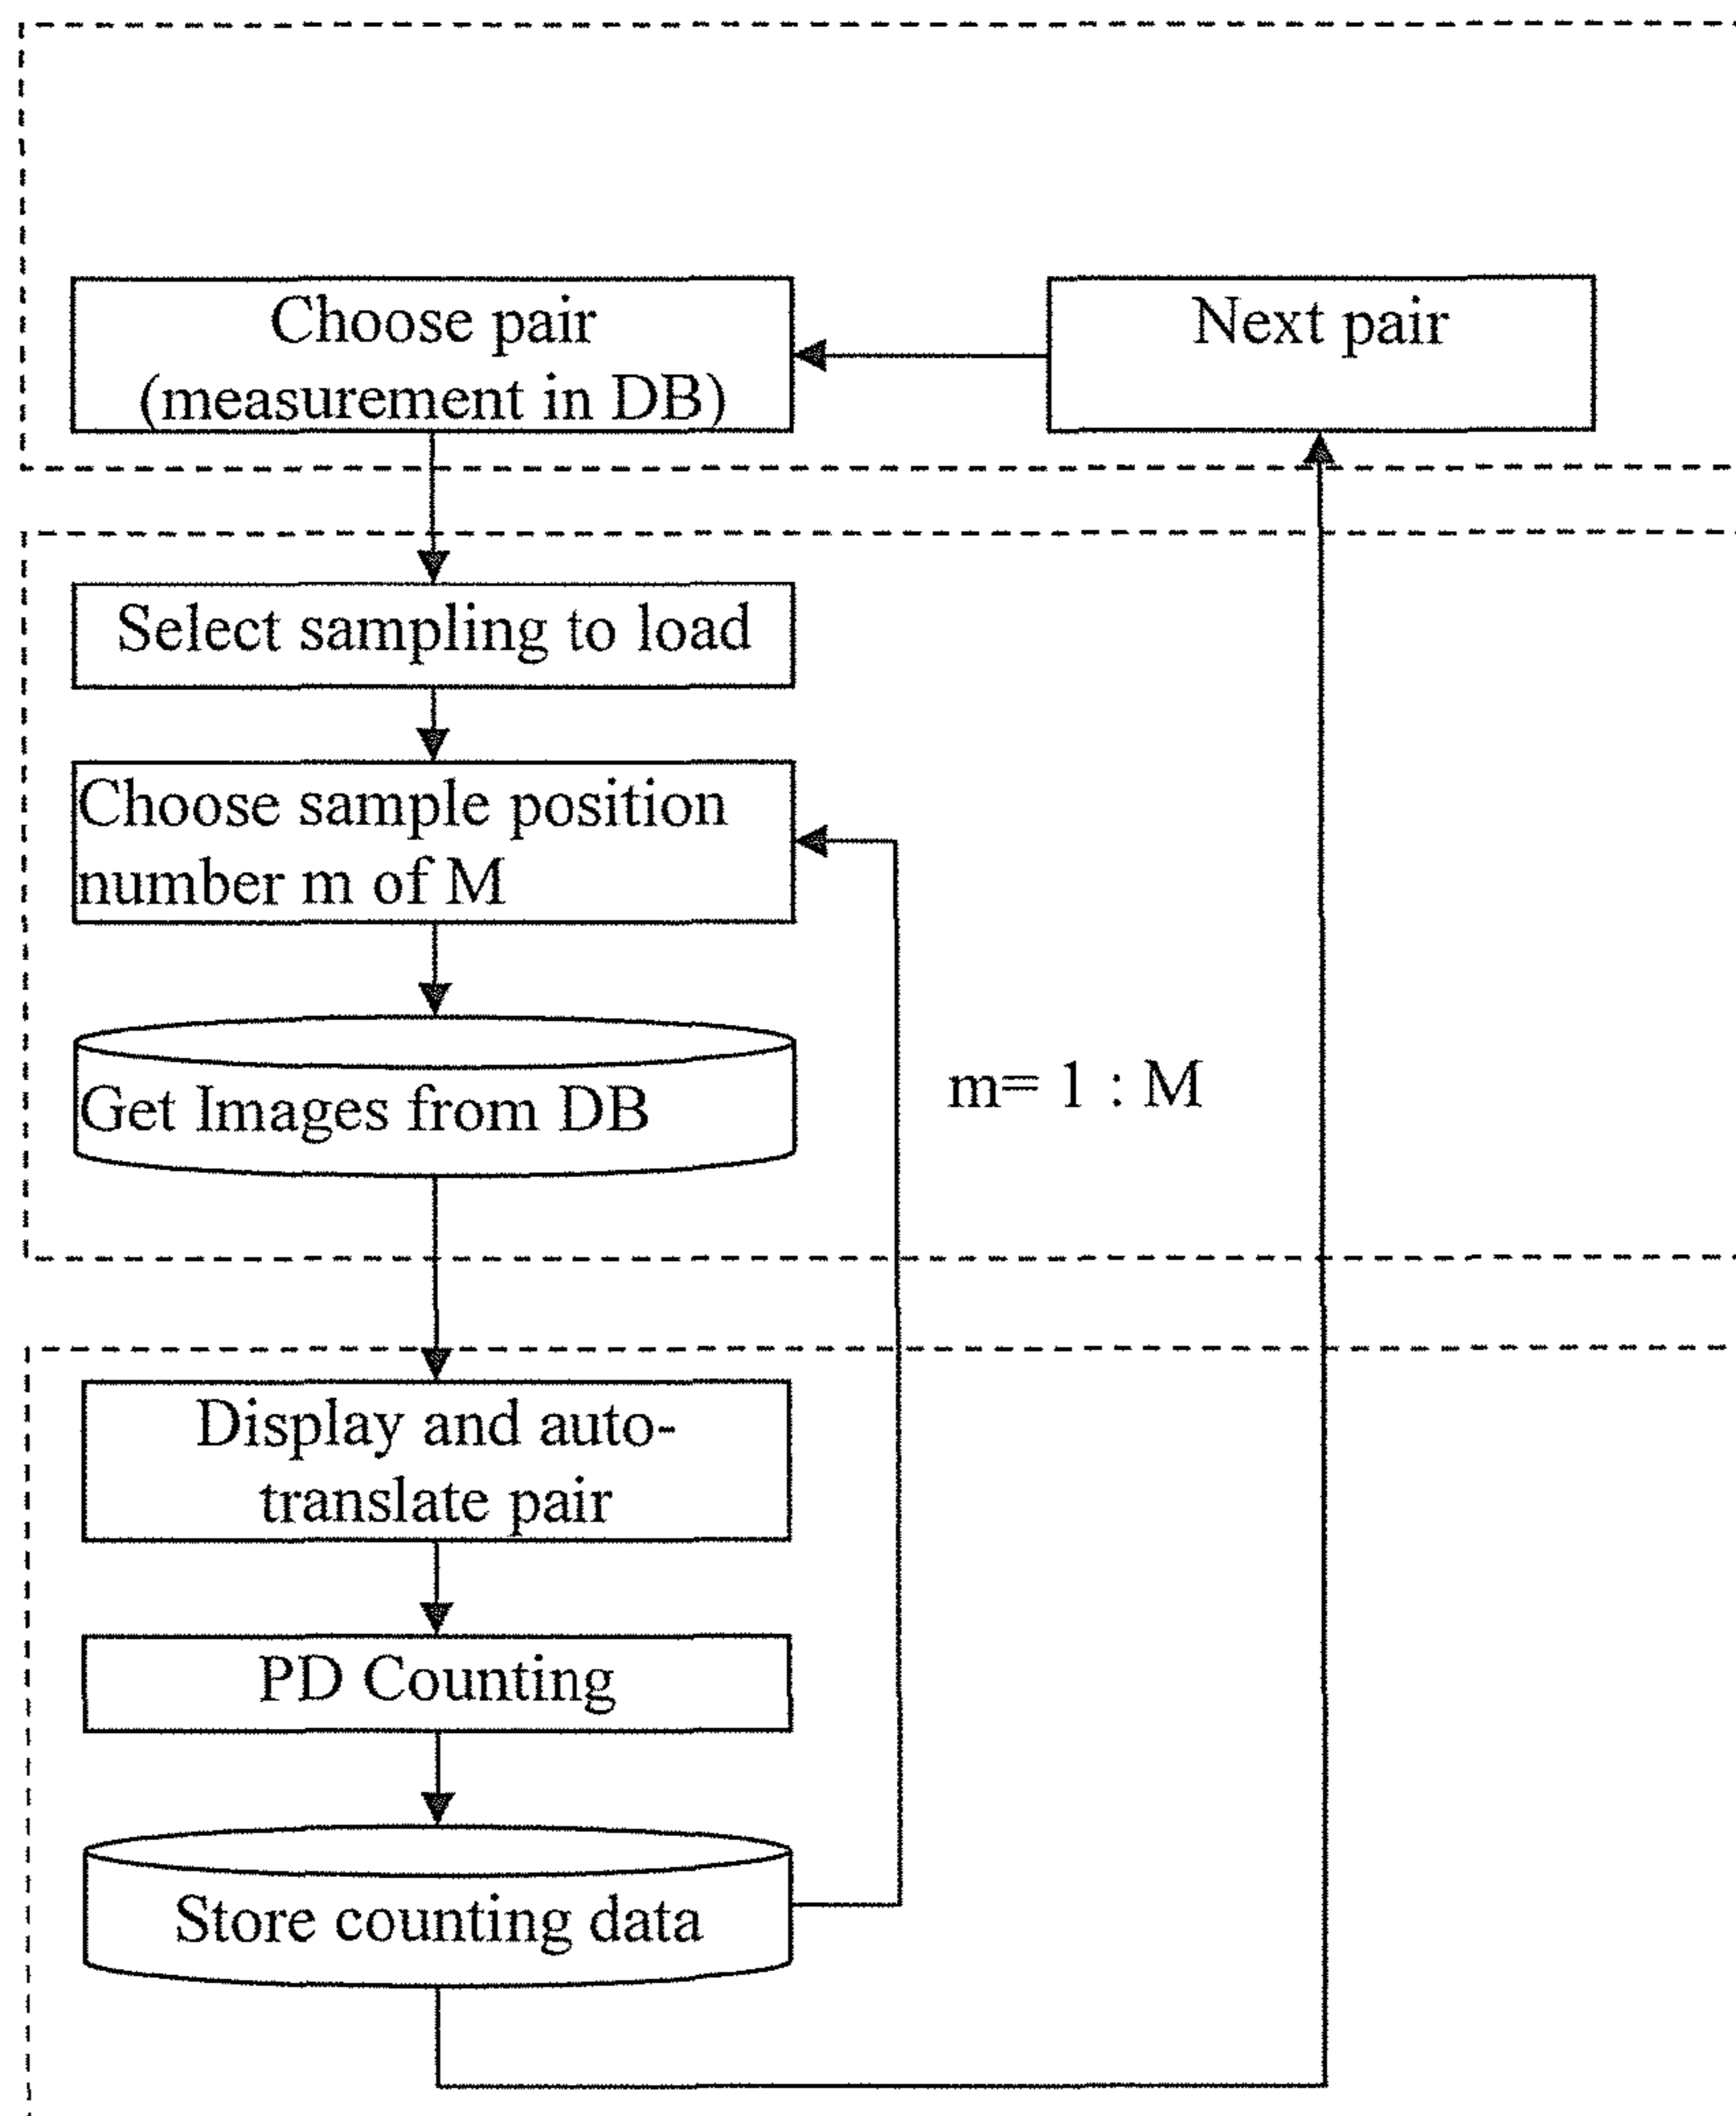 Choose pair
(measurement in DB)
Next pair
Select sampling to load
Choose sample position
number m of M
Get Images from DB
m= 1 : M
Display and auto-
translate pair
PD Counting
Store counting data